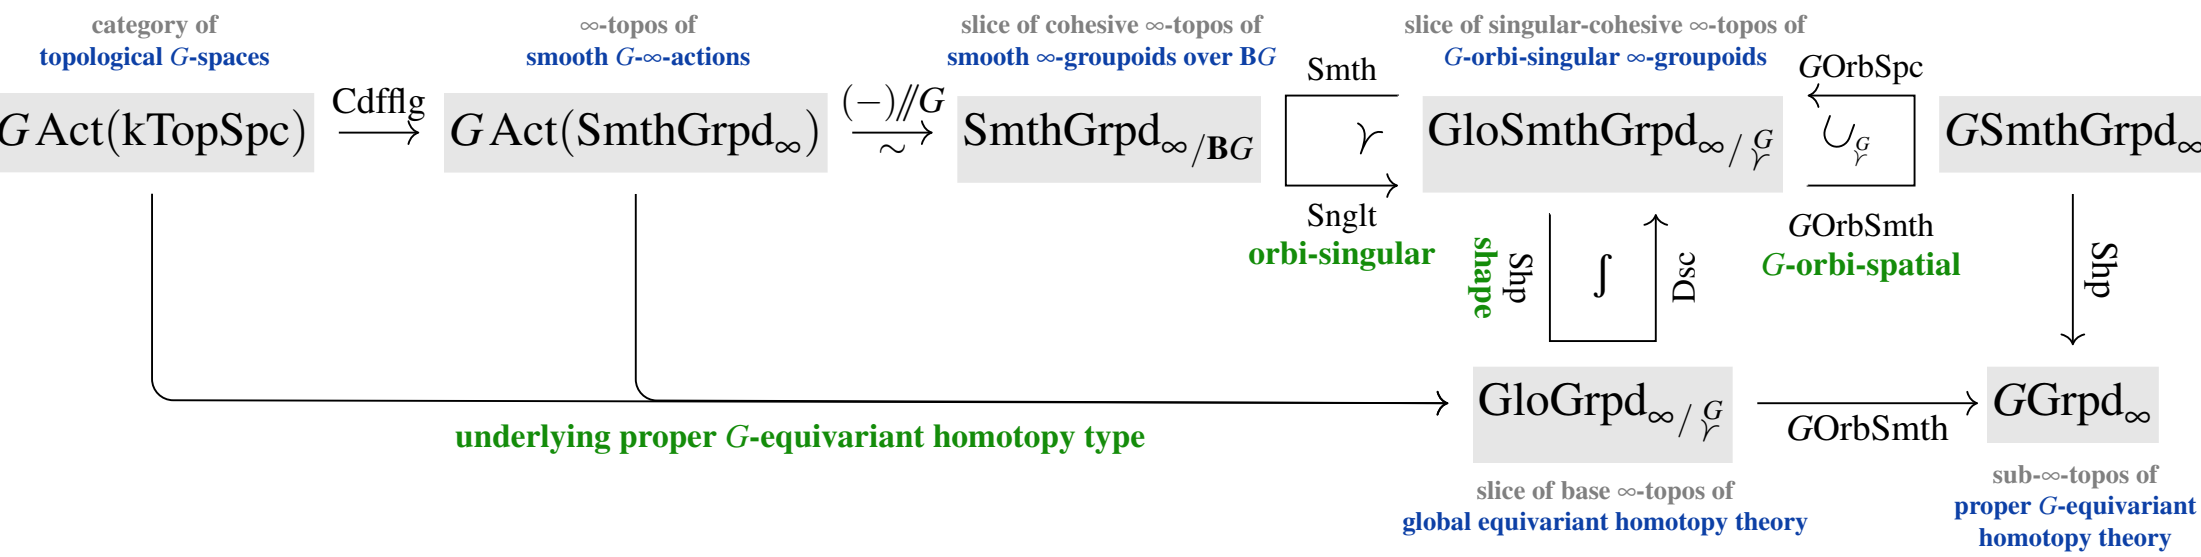 category of
topological G-spaces
∞-topos of
smooth G-∞-actions
slice of cohesive ∞-topos of
smooth ∞-groupoids over BG
slice of singular-cohesive ∞-topos of
G-orbi-singular ∞-groupoids
G Act(kTopSpc)
Cdfflg
G Act(SmthGrpd∞)
(−)//G
∼
SmthGrpd∞/BG
Smth
≺
Snglt
orbi-singular
GloSmthGrpd∞/ G≺
GOrbSpc
∪G≺
GOrbSmth
G-orbi-spatial
GSmthGrpd∞
shape
Shp
∫
Dsc
Shp
underlying proper G-equivariant homotopy type
GloGrpd∞/ G≺
GOrbSmth
GGrpd∞
slice of base ∞-topos of
global equivariant homotopy theory
sub-∞-topos of
proper G-equivariant
homotopy theory